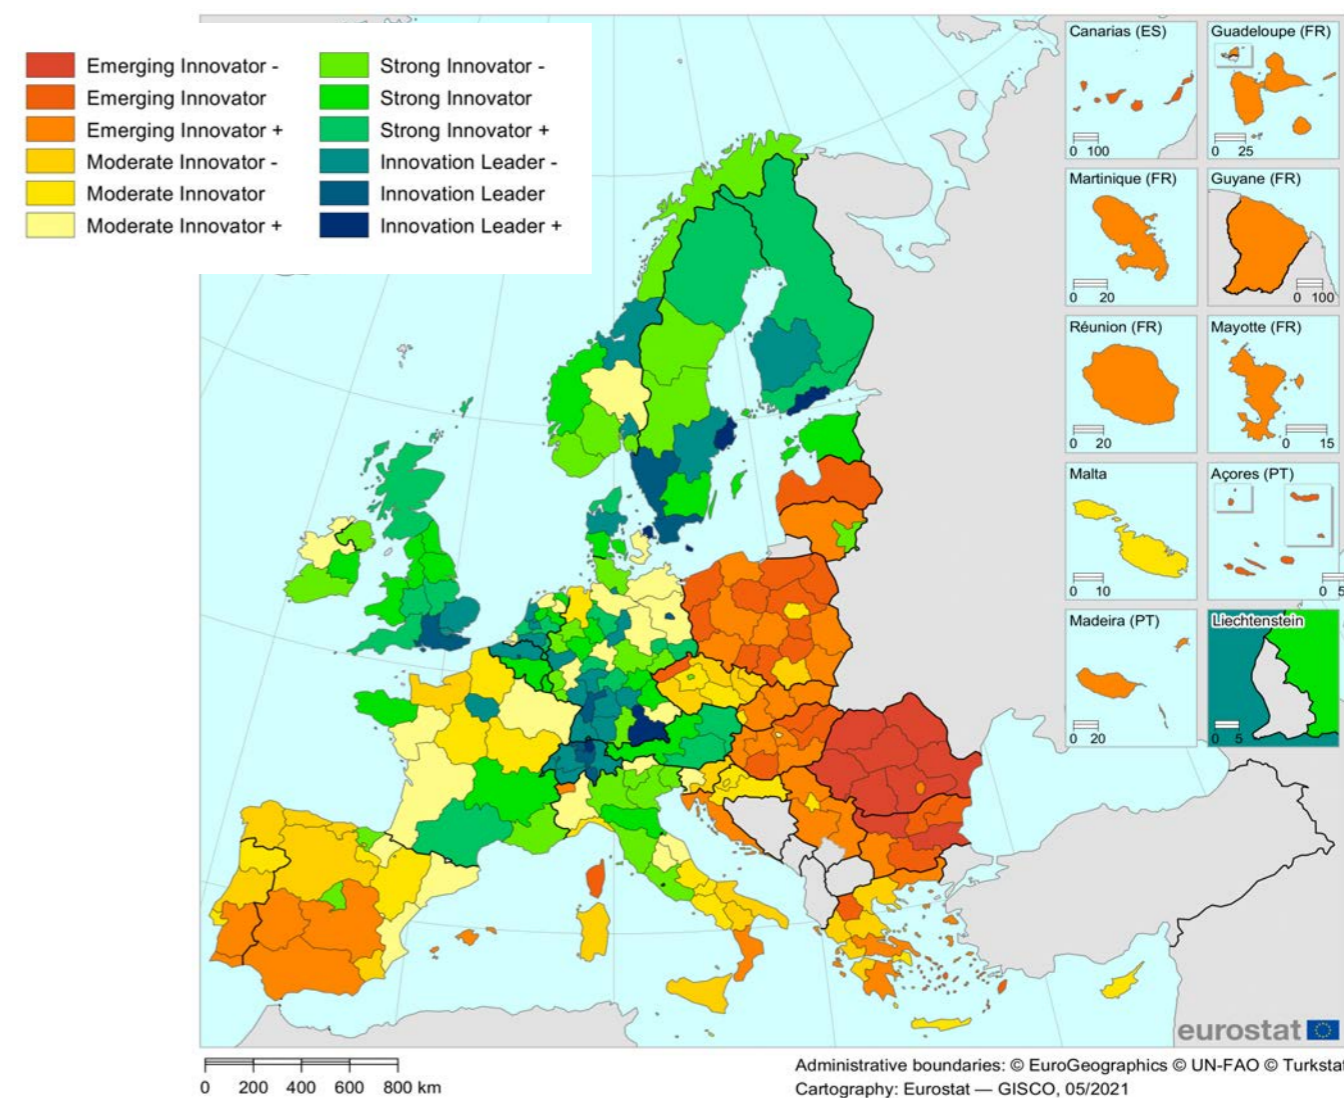 Emerging Innovator -
Emerging Innovator
Emerging Innovator +
Moderate Innovator -
Moderate Innovator
Moderate Innovator +
Strong Innovator -
Strong Innovator
Strong Innovator +
Innovation Leader -
Innovation Leader
Innovation Leader +
Canarias (ES)
0 100
Guadeloupe (FR)
0 25
Martinique (FR)
0 20
Guyane (FR)
0 100
Réunion (FR)
0 20
Mayotte (FR)
0 15
Malta
0 10
Açores (PT)
0 5
Madeira (PT)
0 20
Liechtenstein
0 5
eurostat
0 200 400 600 800 km
Administrative boundaries: © EuroGeographics © UN-FAO © Turksta
Cartography: Eurostat — GISCO, 05/2021